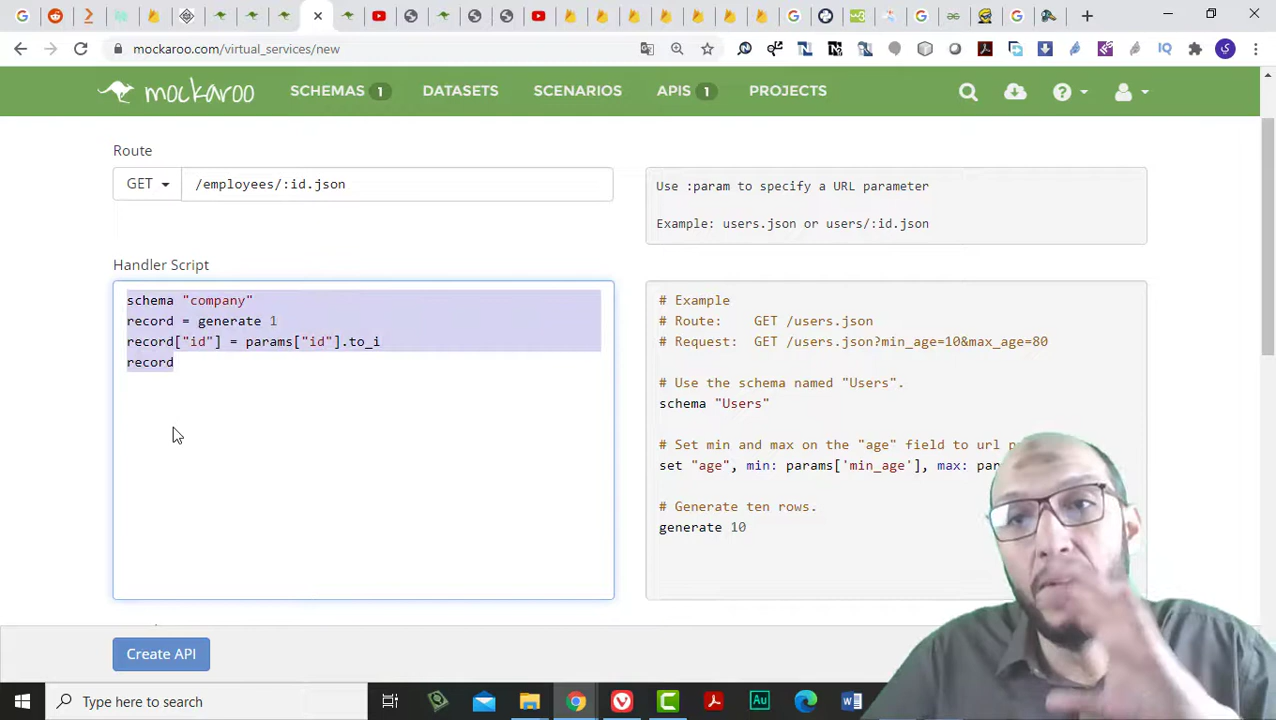 mockaroo.com/virtual_services/new
mockaroo
SCHEMAS 1
DATASETS
SCENARIOS
APIS 1
PROJECTS
Route
GET
/employees/:id.json
Use :param to specify a URL parameter
Example: users.json or users/:id.json
Handler Script
schema "company"
record = generate 1
record["id"] = params["id"].to_i
record
# Example
# Route: GET /users.json
# Request: GET /users.json?min_age=10&max_age=80
# Use the schema named "Users".
schema "Users"
# Set min and max on the "age" field to url
set "age", min: params['min_age'], max:
# Generate ten rows.
generate 10
Create API
Type here to search